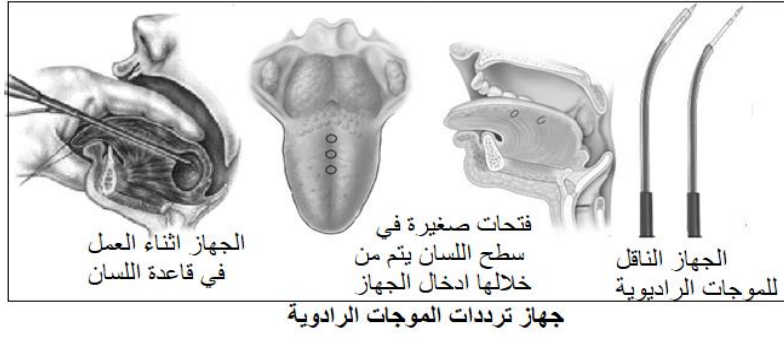 الجهاز الناقل
للموجات الراديوية
فتحات صغيرة في
سطح اللسان يتم من
خلالها ادخال الجهاز
الجهاز اثناء العمل
في قاعدة اللسان
جهاز ترددات الموجات الرادوية